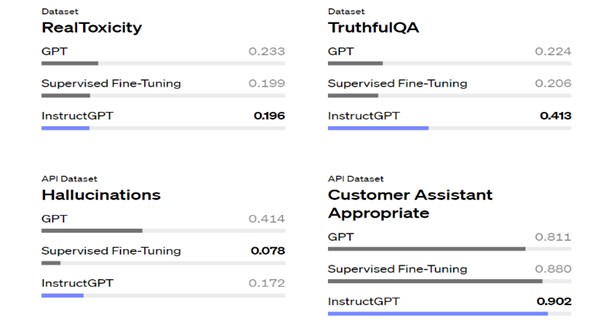 Dataset
RealToxicity
GPT 0.233
Supervised Fine-Tuning 0.199
InstructGPT 0.196
Dataset
TruthfulQA
GPT 0.224
Supervised Fine-Tuning 0.206
InstructGPT 0.413
API Dataset
Hallucinations
GPT 0.414
Supervised Fine-Tuning 0.078
InstructGPT 0.172
API Dataset
Customer Assistant
Appropriate
GPT 0.811
Supervised Fine-Tuning 0.880
InstructGPT 0.902